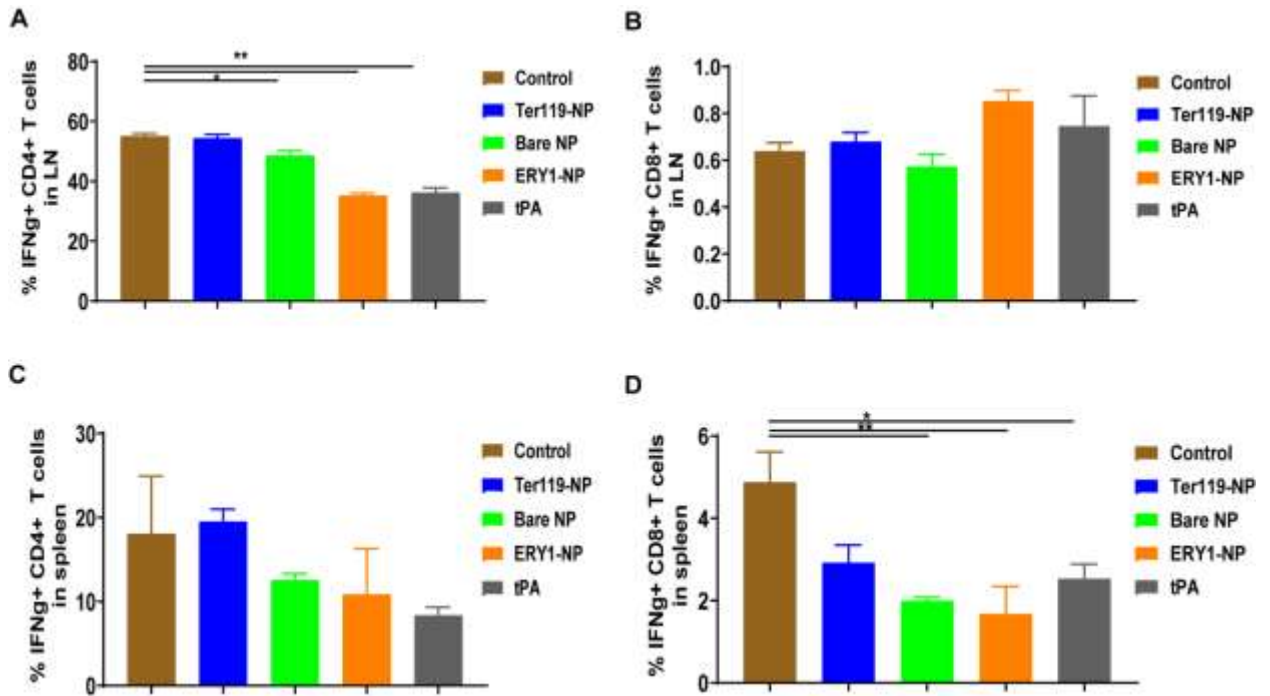 A
% IFNg+ CD4+ T cells
in LN
80
60
40
20
0
**
*
Control
Ter119-NP
Bare NP
ERY1-NP
tPA
B
% IFNg+ CD8+ T cells
in LN
1.0
0.8
0.6
0.4
0.2
0.0
Control
Ter119-NP
Bare NP
ERY1-NP
tPA
C
% IFNg+ CD4+ T cells
in spleen
30
20
10
0
Control
Ter119-NP
Bare NP
ERY1-NP
tPA
D
% IFNg+ CD8+ T cells
in spleen
6
4
2
0
*
**
Control
Ter119-NP
Bare NP
ERY1-NP
tPA